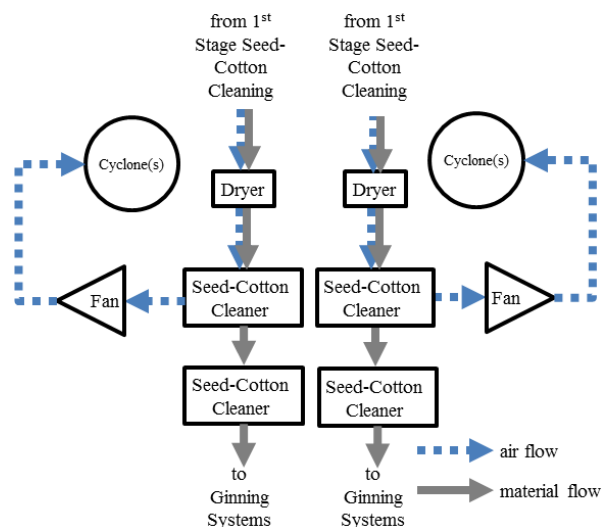 from 1st
Stage Seed-
Cotton
Cleaning
from 1st
Stage Seed-
Cotton
Cleaning
Cyclone(s)
Cyclone(s)
Dryer
Dryer
Fan
Seed-Cotton
Cleaner
Seed-Cotton
Cleaner
Fan
Seed-Cotton
Cleaner
Seed-Cotton
Cleaner
air flow
to
Ginning
Systems
to
Ginning
Systems
material flow